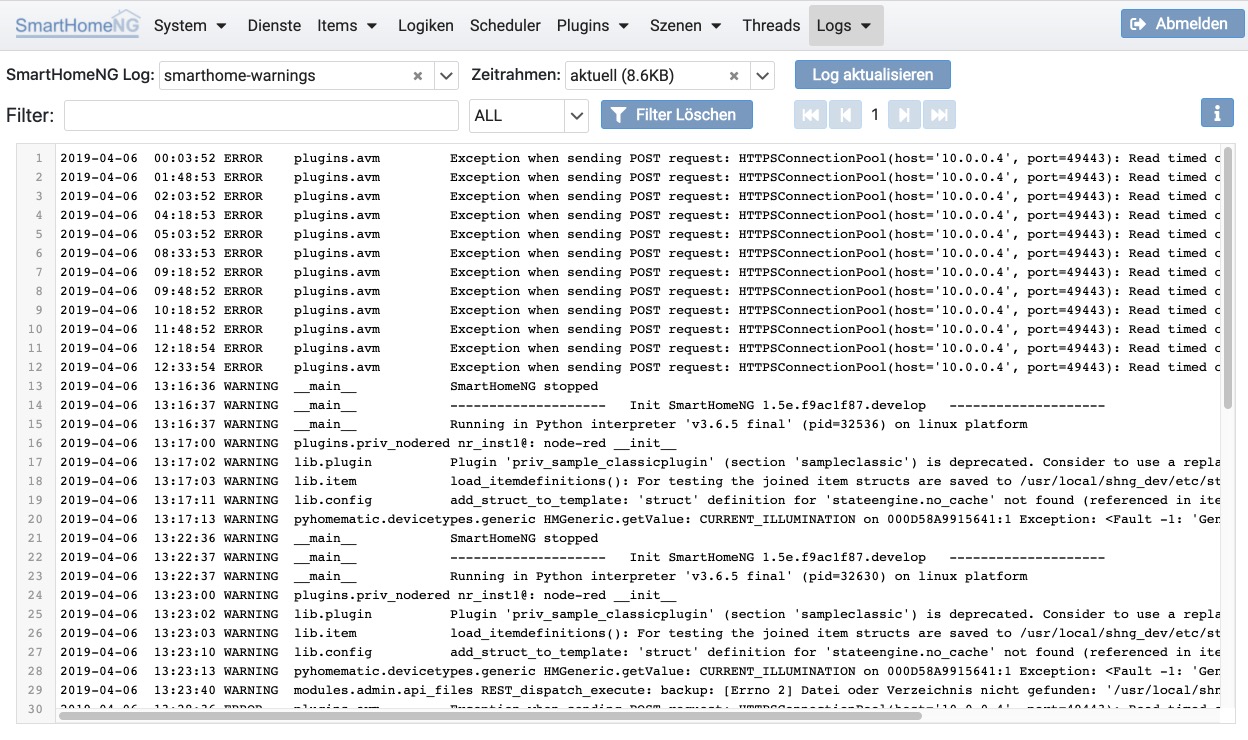 SmartHomeNG System Dienste Items Logiken Scheduler Plugins Szenen Threads Logs Abmelden
SmartHomeNG Log: smarthome-warnings Zeitrahmen: aktuell (8.6KB) Log aktualisieren
Filter: ALL Filter Löschen 1
1 2019-04-06 00:03:52 ERROR plugins.avm Exception when sending POST request: HTTPSConnectionPool(host='10.0.0.4', port=49443): Read timed
2 2019-04-06 01:48:53 ERROR plugins.avm Exception when sending POST request: HTTPSConnectionPool(host='10.0.0.4', port=49443): Read timed
3 2019-04-06 02:03:52 ERROR plugins.avm Exception when sending POST request: HTTPSConnectionPool(host='10.0.0.4', port=49443): Read timed
4 2019-04-06 04:18:53 ERROR plugins.avm Exception when sending POST request: HTTPSConnectionPool(host='10.0.0.4', port=49443): Read timed
5 2019-04-06 05:03:52 ERROR plugins.avm Exception when sending POST request: HTTPSConnectionPool(host='10.0.0.4', port=49443): Read timed
6 2019-04-06 08:33:53 ERROR plugins.avm Exception when sending POST request: HTTPSConnectionPool(host='10.0.0.4', port=49443): Read timed
7 2019-04-06 09:18:52 ERROR plugins.avm Exception when sending POST request: HTTPSConnectionPool(host='10.0.0.4', port=49443): Read timed
8 2019-04-06 09:48:52 ERROR plugins.avm Exception when sending POST request: HTTPSConnectionPool(host='10.0.0.4', port=49443): Read timed
9 2019-04-06 10:18:52 ERROR plugins.avm Exception when sending POST request: HTTPSConnectionPool(host='10.0.0.4', port=49443): Read timed
10 2019-04-06 11:48:52 ERROR plugins.avm Exception when sending POST request: HTTPSConnectionPool(host='10.0.0.4', port=49443): Read timed
11 2019-04-06 12:18:54 ERROR plugins.avm Exception when sending POST request: HTTPSConnectionPool(host='10.0.0.4', port=49443): Read timed
12 2019-04-06 12:33:54 ERROR plugins.avm Exception when sending POST request: HTTPSConnectionPool(host='10.0.0.4', port=49443): Read timed
13 2019-04-06 13:16:36 WARNING __main__ SmartHomeNG stopped
14 2019-04-06 13:16:37 WARNING __main__ -------------------- Init SmartHomeNG 1.5e.f9ac1f87.develop --------------------
15 2019-04-06 13:16:37 WARNING __main__ Running in Python interpreter 'v3.6.5 final' (pid=32536) on linux platform
16 2019-04-06 13:17:00 WARNING plugins.priv_nodered nr_inst1@: node-red __init__
17 2019-04-06 13:17:02 WARNING lib.plugin Plugin 'priv_sample_classicplugin' (section 'sampleclassic') is deprecated. Consider to use a repla
18 2019-04-06 13:17:03 WARNING lib.item load_itemdefinitions(): For testing the joined item structs are saved to /usr/local/shng_dev/etc/st
19 2019-04-06 13:17:11 WARNING lib.config add_struct_to_template: 'struct' definition for 'stateengine.no_cache' not found (referenced in ite
20 2019-04-06 13:17:13 WARNING pyhomematic.devicetypes.generic HMGeneric.getValue: CURRENT_ILLUMINATION on 000D58A9915641:1 Exception: <Fault -1: 'Gen
21 2019-04-06 13:22:36 WARNING __main__ SmartHomeNG stopped
22 2019-04-06 13:22:37 WARNING __main__ -------------------- Init SmartHomeNG 1.5e.f9ac1f87.develop --------------------
23 2019-04-06 13:22:37 WARNING __main__ Running in Python interpreter 'v3.6.5 final' (pid=32630) on linux platform
24 2019-04-06 13:23:00 WARNING plugins.priv_nodered nr_inst1@: node-red __init__
25 2019-04-06 13:23:02 WARNING lib.plugin Plugin 'priv_sample_classicplugin' (section 'sampleclassic') is deprecated. Consider to use a repla
26 2019-04-06 13:23:03 WARNING lib.item load_itemdefinitions(): For testing the joined item structs are saved to /usr/local/shng_dev/etc/st
27 2019-04-06 13:23:10 WARNING lib.config add_struct_to_template: 'struct' definition for 'stateengine.no_cache' not found (referenced in ite
28 2019-04-06 13:23:13 WARNING pyhomematic.devicetypes.generic HMGeneric.getValue: CURRENT_ILLUMINATION on 000D58A9915641:1 Exception: <Fault -1: 'Gen
29 2019-04-06 13:23:40 WARNING modules.admin.api_files REST_dispatch_execute: backup: [Errno 2] Datei oder Verzeichnis nicht gefunden: '/usr/local/shn
30